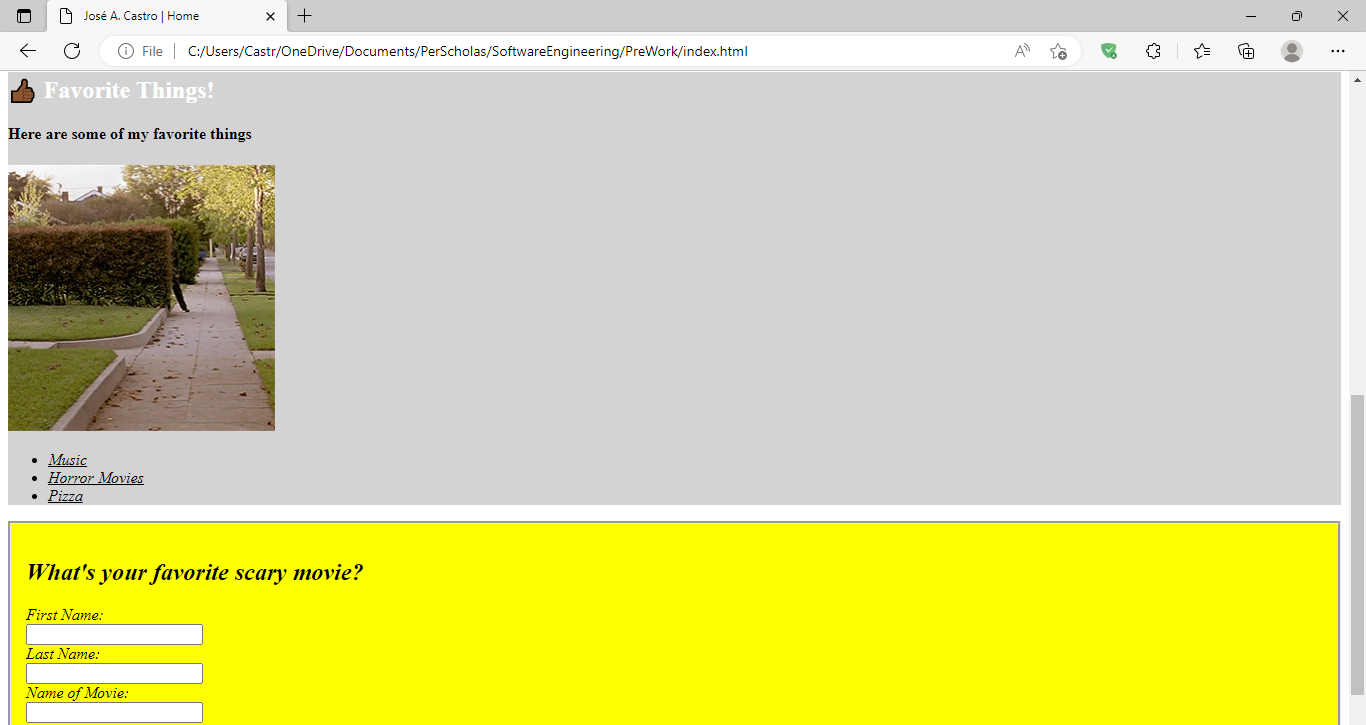 José A. Castro | Home
File
C:/Users/Castr/OneDrive/Documents/PerScholas/SoftwareEngineering/PreWork/index.html
Favorite Things!
Here are some of my favorite things
Music
Horror Movies
Pizza
What's your favorite scary movie?
First Name:
Last Name:
Name of Movie: